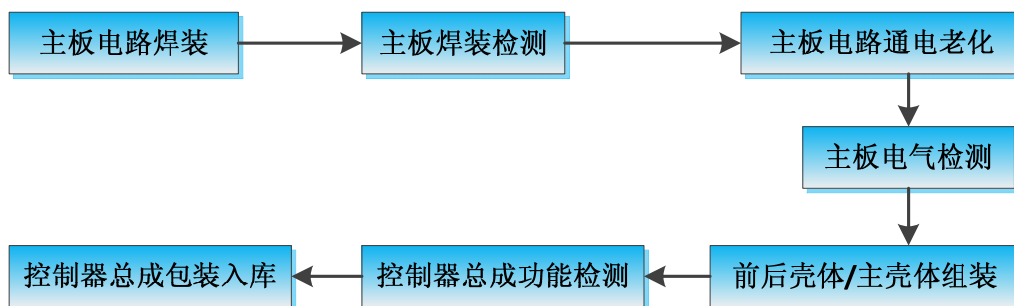 主板电路焊装
主板焊装检测
主板电路通电老化
主板电气检测
前后壳体/主壳体组装
控制器总成功能检测
控制器总成包装入库